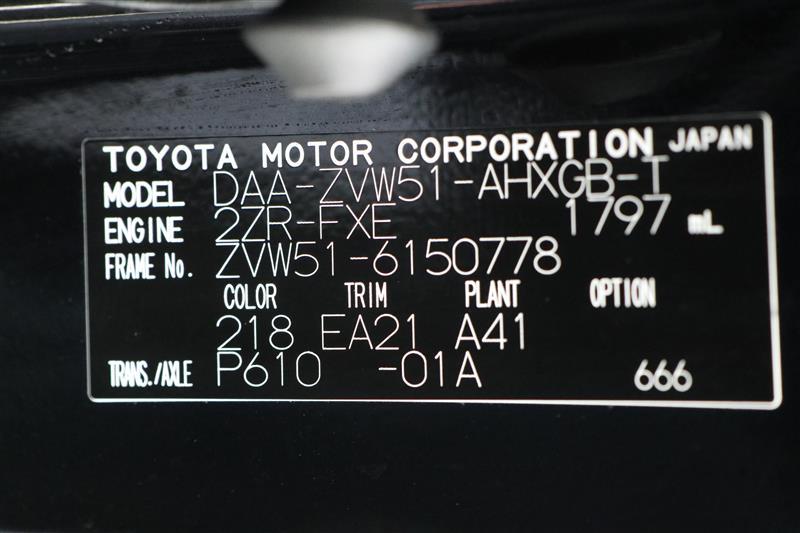 TOYOTA MOTOR CORPORATION JAPAN
MODEL DAA-ZVW51-AHXGB-T
ENGINE 2ZR-FXE 1797 mL
FRAME No. ZVW51-6150778
COLOR TRIM PLANT OPTION
218 EA21 A41
TRANS./AXLE P610 -01A 666